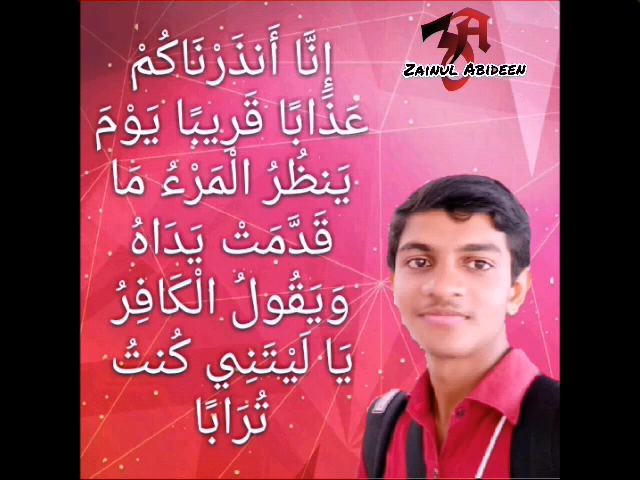 Zainul Abideen
إِنَّا أَنذَرْنَاكُمْ
عَذَابًا قَرِيبًا يَوْمَ
يَنظُرُ الْمَرْءُ مَا
قَدَّمَتْ يَدَاهُ
وَيَقُولُ الْكَافِرُ
يَا لَيْتَنِي كُنتُ
تُرَابًا